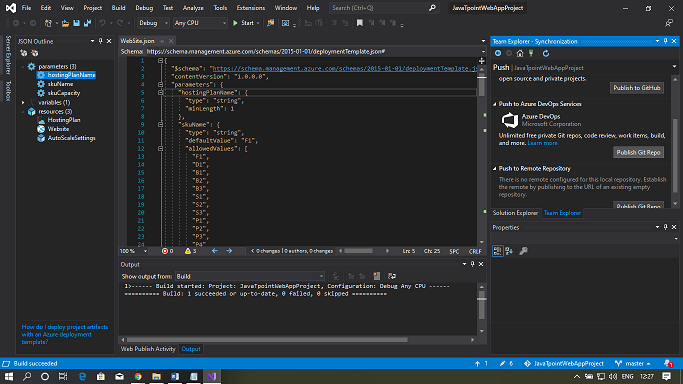 File Edit View Project Build Debug Test Analyze Tools Extensions Window Help Search (Ctrl+Q) JavaTpointWebAppProject
Debug Any CPU Start
Server Explorer
Toolbox
JSON Outline
parameters (3)
hostingPlanName
skuName
skuCapacity
variables (1)
resources (3)
HostingPlan
Website
AutoScaleSettings
How do I deploy project artifacts
with an Azure deployment
template?
WebSite.json
Schema: https://schema.management.azure.com/schemas/2015-01-01/deploymentTemplate.json#
1 {
2 "$schema": "https://schema.management.azure.com/schemas/2015-01-01/deploymentTemplate.js
3 "contentVersion": "1.0.0.0",
4 "parameters": {
5 "hostingPlanName": {
6 "type": "string",
7 "minLength": 1
8 },
9 "skuName": {
10 "type": "string",
11 "defaultValue": "F1",
12 "allowedValues": [
13 "F1",
14 "D1",
15 "B1",
16 "B2",
17 "B3",
18 "S1",
19 "S2",
20 "S3",
21 "P1",
22 "P2",
23 "P3",
24 "P4"
100 % 0 3 < 0 changes | 0 authors, 0 changes Ln: 5 Ch: 25 SPC CRLF
Output
Show output from: Build
1>------ Build started: Project: JavaTpointWebAppProject, Configuration: Debug Any CPU ------
========== Build: 1 succeeded or up-to-date, 0 failed, 0 skipped ==========
Web Publish Activity Output
Team Explorer - Synchronization
Push | JavaTpointWebAppProject
open source and private projects.
Publish to GitHub
Push to Azure DevOps Services
Azure DevOps
Microsoft Corporation
Unlimited free private Git repos, code review, work items, build,
and more. Learn more.
Publish Git Repo
Push to Remote Repository
There is no remote configured for this local repository. Establish
the remote by publishing to the URL of an existing empty
repository.
Publish Git Repo
Solution Explorer Team Explorer
Properties
Build succeeded 1 6 JavaTpointWebAppProject master 1
ENG 13:27